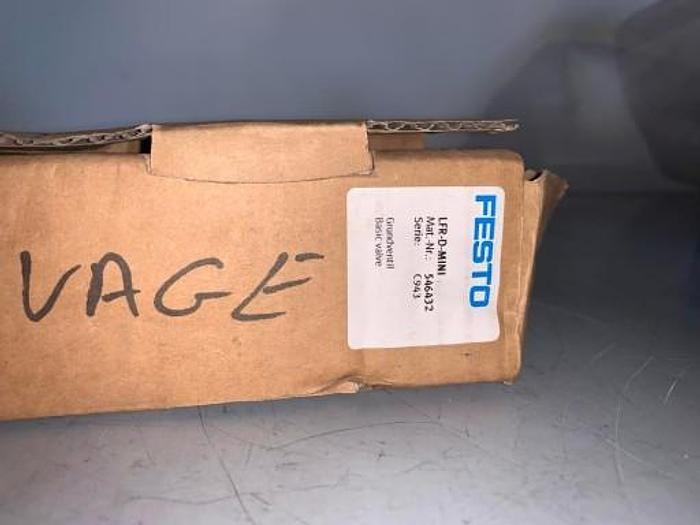 VAGE
FESTO
LFR-D-MINI
Mat.-Nr.: 546432
Serie: C943
Grundventil
Basic valve